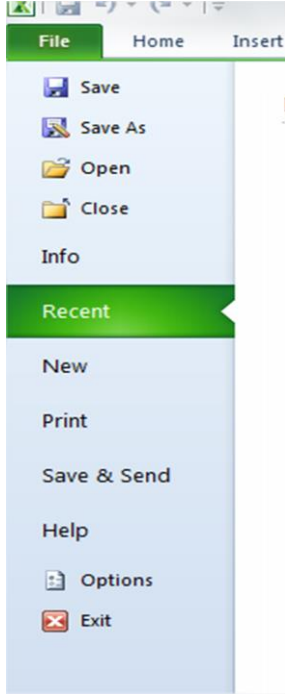 File Home Insert
Save
Save As
Open
Close
Info
Recent
New
Print
Save & Send
Help
Options
Exit